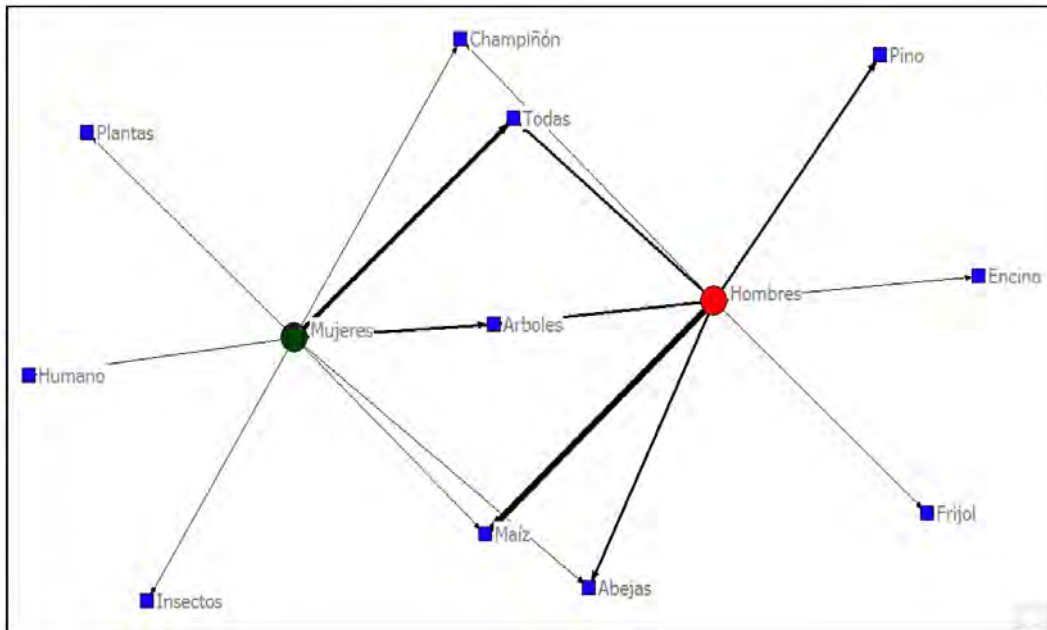 Champiñón
Pino
Todas
Plantas
Encino
Hombres
Arboles
Mujeres
Humano
Frijol
Maíz
Abejas
Insectos